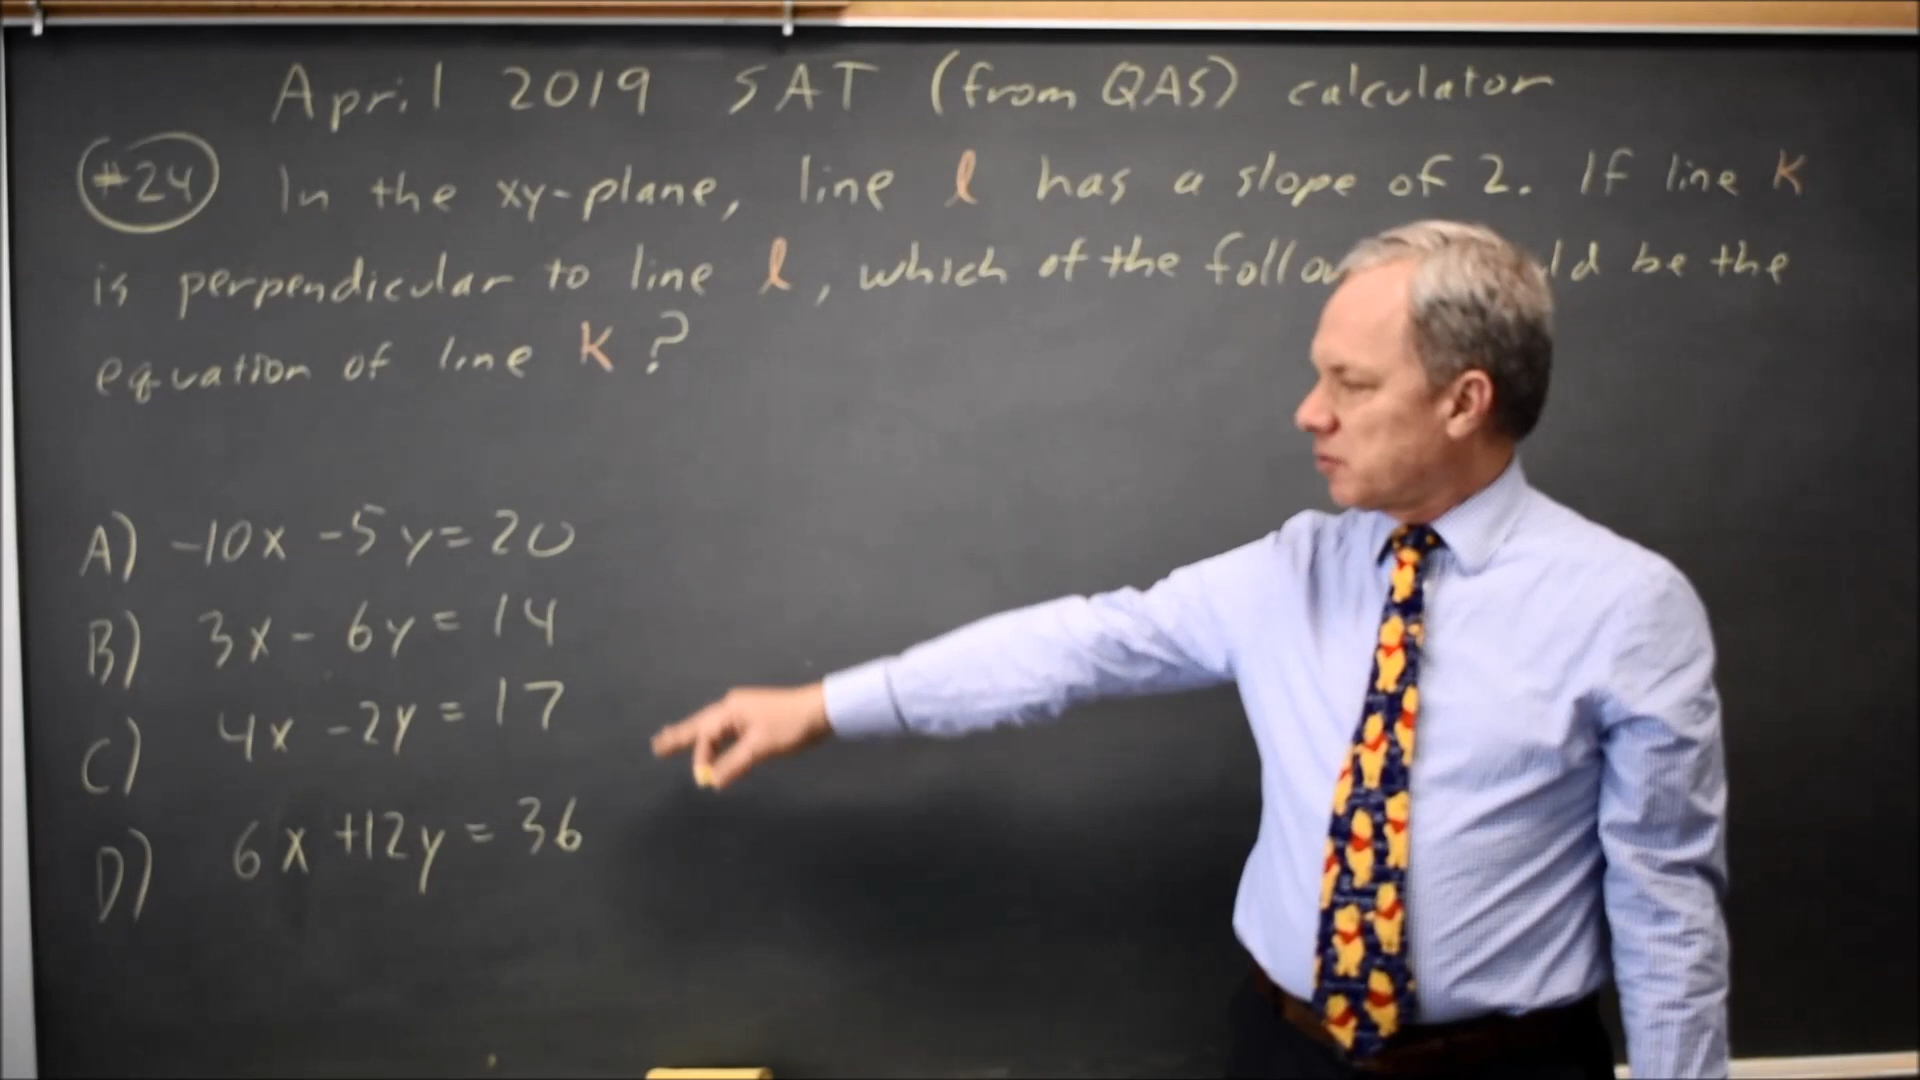 April 2019 SAT (from QAS) calculator
#24 In the xy-plane, line l has a slope of 2. If line K
is perpendicular to line l, which of the be the
equation of line K?
A) -10x -5y=20
B) 3x - 6y = 14
C) 4x -2y = 17
D) 6x +12y = 36